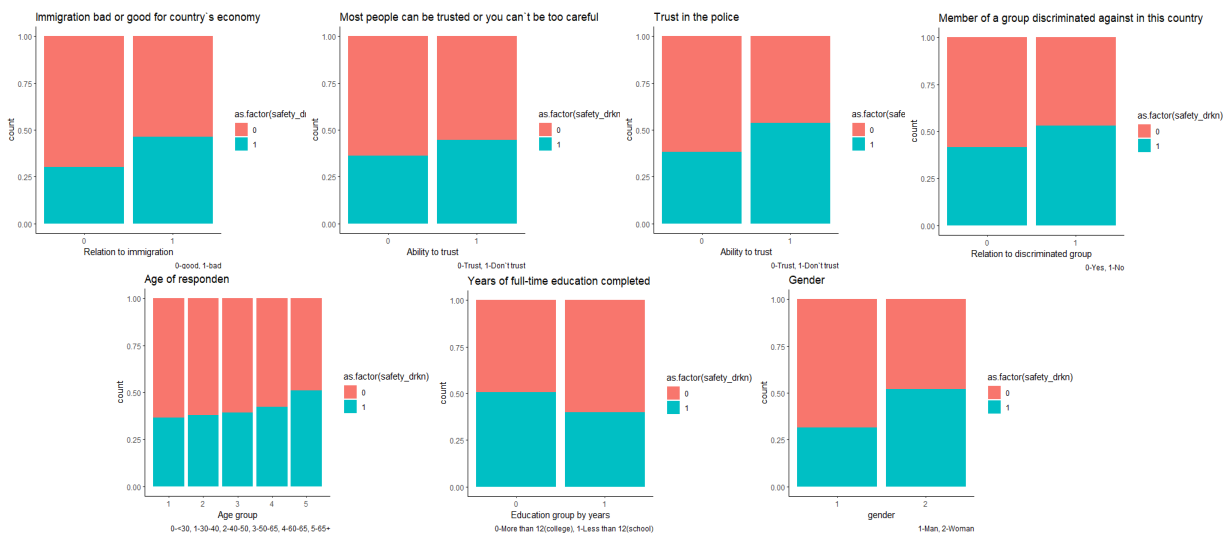 Immigration bad or good for country`s economy
1.00
0.75
0.50
0.25
0.00
count
0 1
Relation to immigration
0-good, 1-bad
as.factor(safety_di
0
1
Most people can be trusted or you can`t be too careful
1.00
0.75
0.50
0.25
0.00
count
0 1
Ability to trust
0-Trust, 1-Don`t trust
as.factor(safety_drkn
0
1
Trust in the police
1.00
0.75
0.50
0.25
0.00
count
0 1
Ability to trust
0-Trust, 1-Don`t trust
as.factor(safe
0
1
Member of a group discriminated against in this country
1.00
0.75
0.50
0.25
0.00
count
0 1
Relation to discriminated group
0-Yes, 1-No
as.factor(safety_drkn)
0
1
Age of responden
1.00
0.75
0.50
0.25
0.00
count
1 2 3 4 5
Age group
0-<30, 1-30-40, 2-40-50, 3-50-65, 4-60-65, 5-65+
as.factor(safety_drkn)
0
1
Years of full-time education completed
1.00
0.75
0.50
0.25
0.00
count
0 1
Education group by years
0-More than 12(college), 1-Less than 12(school)
as.factor(safety_drkn)
0
1
Gender
1.00
0.75
0.50
0.25
0.00
count
1 2
gender
1-Man, 2-Woman
as.factor(safety_drkn)
0
1